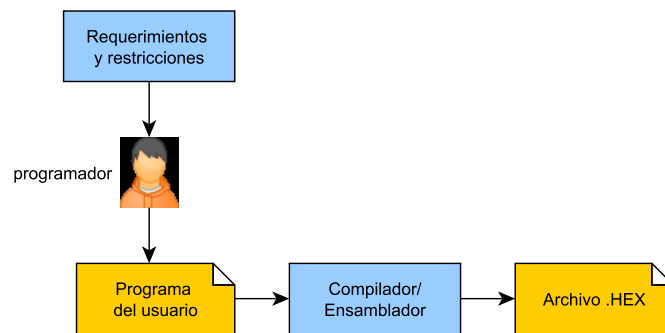 Requerimientos
y restricciones
programador
Programa
del usuario
Compilador/
Ensamblador
Archivo .HEX